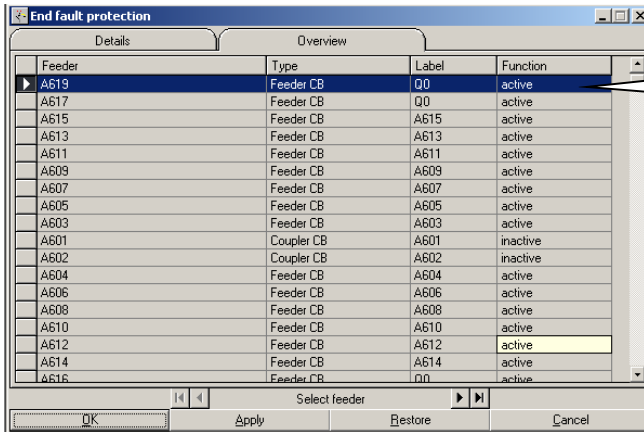 End fault protection
Details Overview
Feeder Type Label Function
A619 Feeder CB Q0 active
A617 Feeder CB Q0 active
A615 Feeder CB A615 active
A613 Feeder CB A613 active
A611 Feeder CB A611 active
A609 Feeder CB A609 active
A607 Feeder CB A607 active
A605 Feeder CB A605 active
A603 Feeder CB A603 active
A601 Coupler CB A601 inactive
A602 Coupler CB A602 inactive
A604 Feeder CB A604 active
A606 Feeder CB A606 active
A608 Feeder CB A608 active
A610 Feeder CB A610 active
A612 Feeder CB A612 active
A614 Feeder CB A614 active
A616 Feeder CB Q0 active
Select feeder
OK Apply Restore Cancel